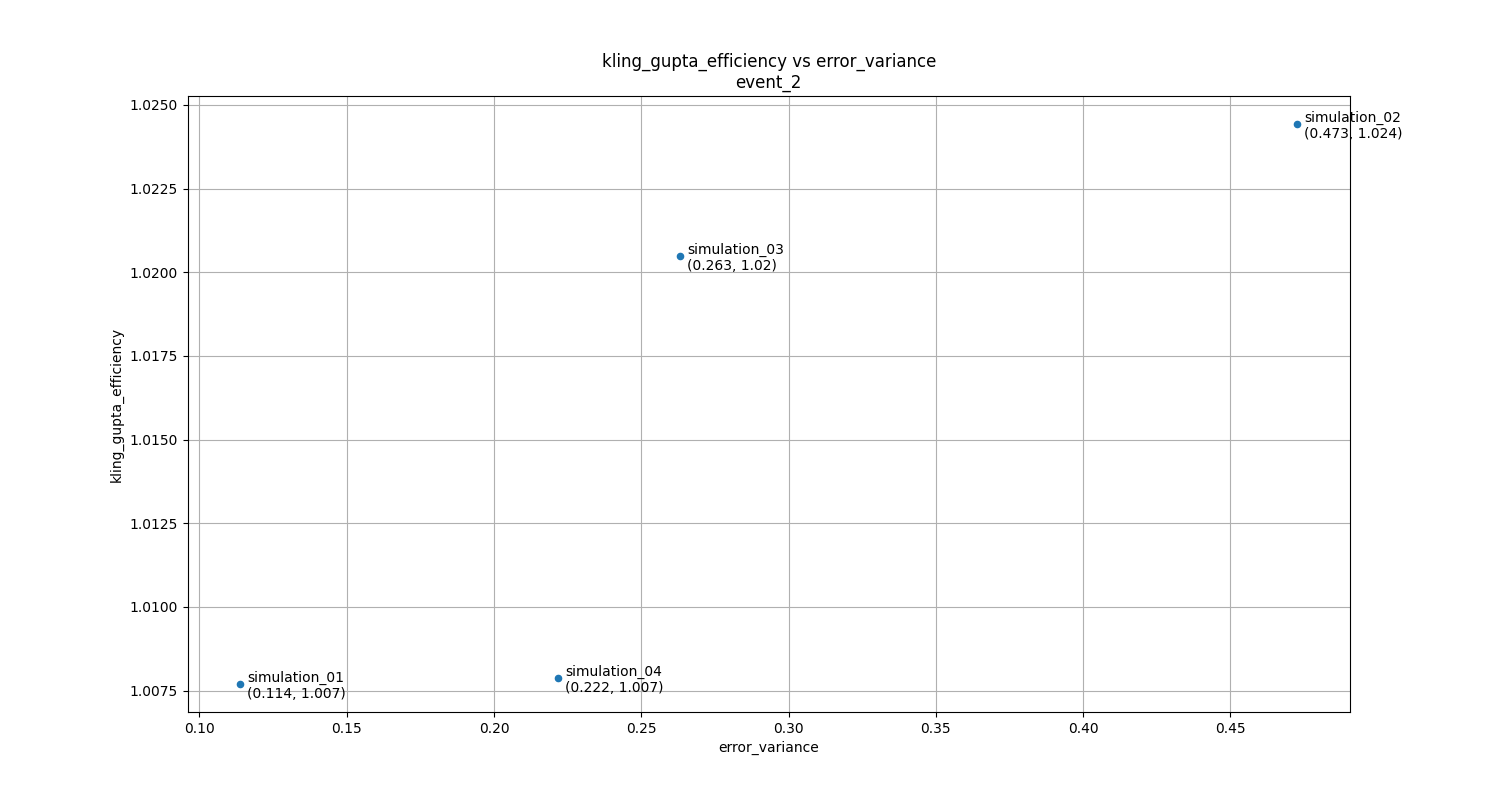 kling_gupta_efficiency vs error_variance
event_2
1.0250
1.0225
1.0200
1.0175
1.0150
1.0125
1.0100
1.0075
kling_gupta_efficiency
simulation_02
(0.473, 1.024)
simulation_03
(0.263, 1.02)
simulation_01
(0.114, 1.007)
simulation_04
(0.222, 1.007)
0.10 0.15 0.20 0.25 0.30 0.35 0.40 0.45
error_variance